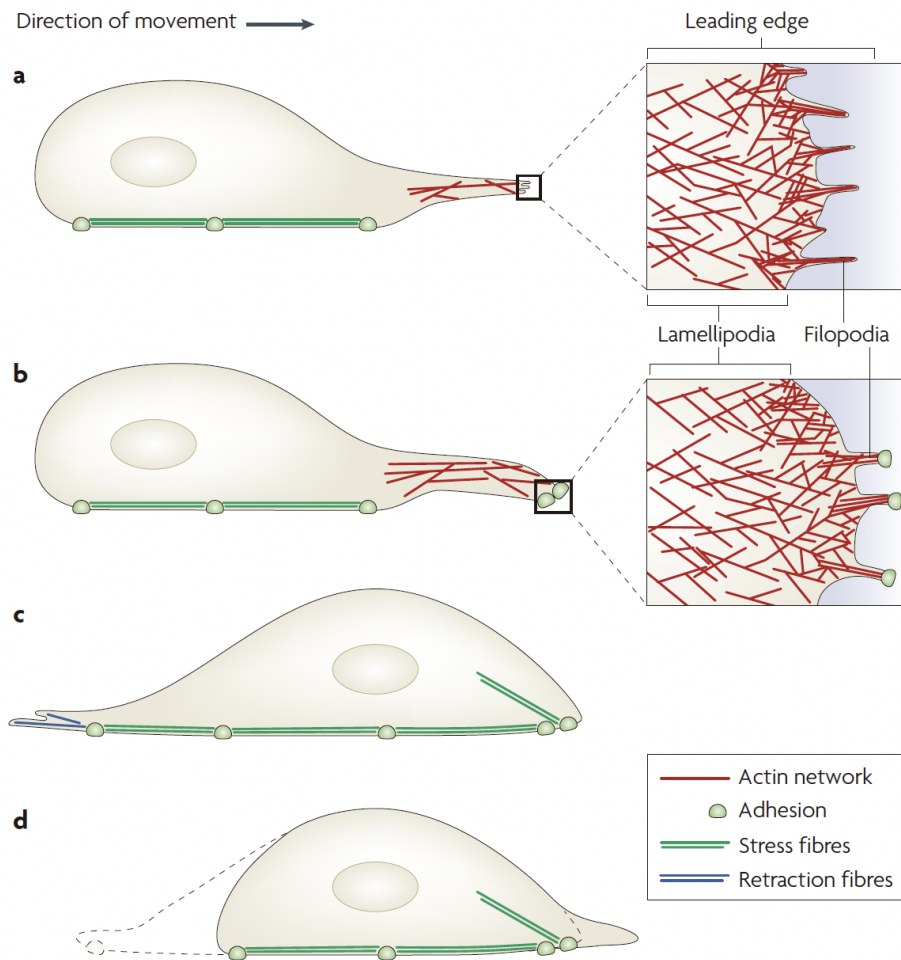 Direction of movement
Leading edge
a
Lamellipodia
Filopodia
b
c
Actin network
Adhesion
d
Stress fibres
Retraction fibres